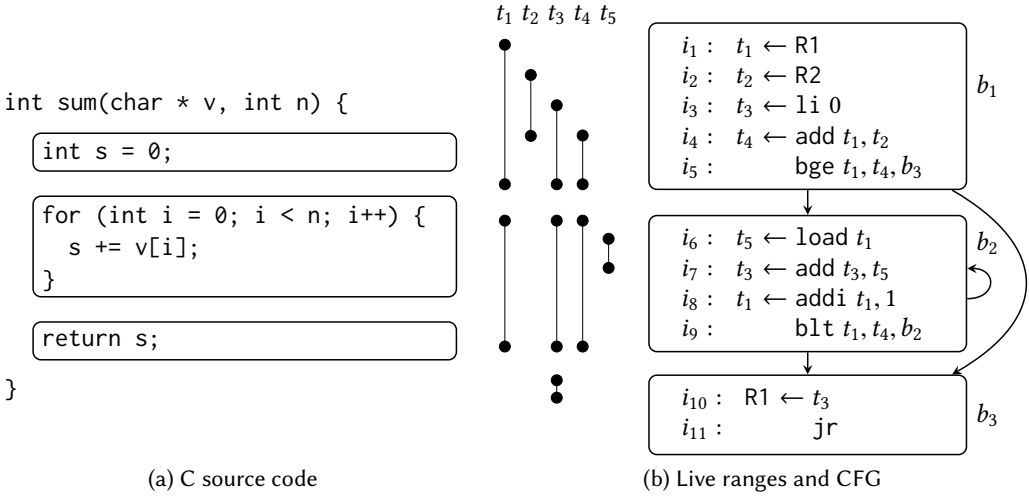 int sum(char * v, int n) {
int s = 0;
for (int i = 0; i < n; i++) {
s += v[i];
}
return s;
}
(a) C source code
t₁ t₂ t₃ t₄ t₅
i₁ : t₁ ← R1
i₂ : t₂ ← R2
i₃ : t₃ ← li 0
i₄ : t₄ ← add t₁, t₂
i₅ : bge t₁, t₄, b₃
b₁
i₆ : t₅ ← load t₁
i₇ : t₃ ← add t₃, t₅
i₈ : t₁ ← addi t₁, 1
i₉ : blt t₁, t₄, b₂
b₂
i₁₀ : R1 ← t₃
i₁₁ : jr
b₃
(b) Live ranges and CFG